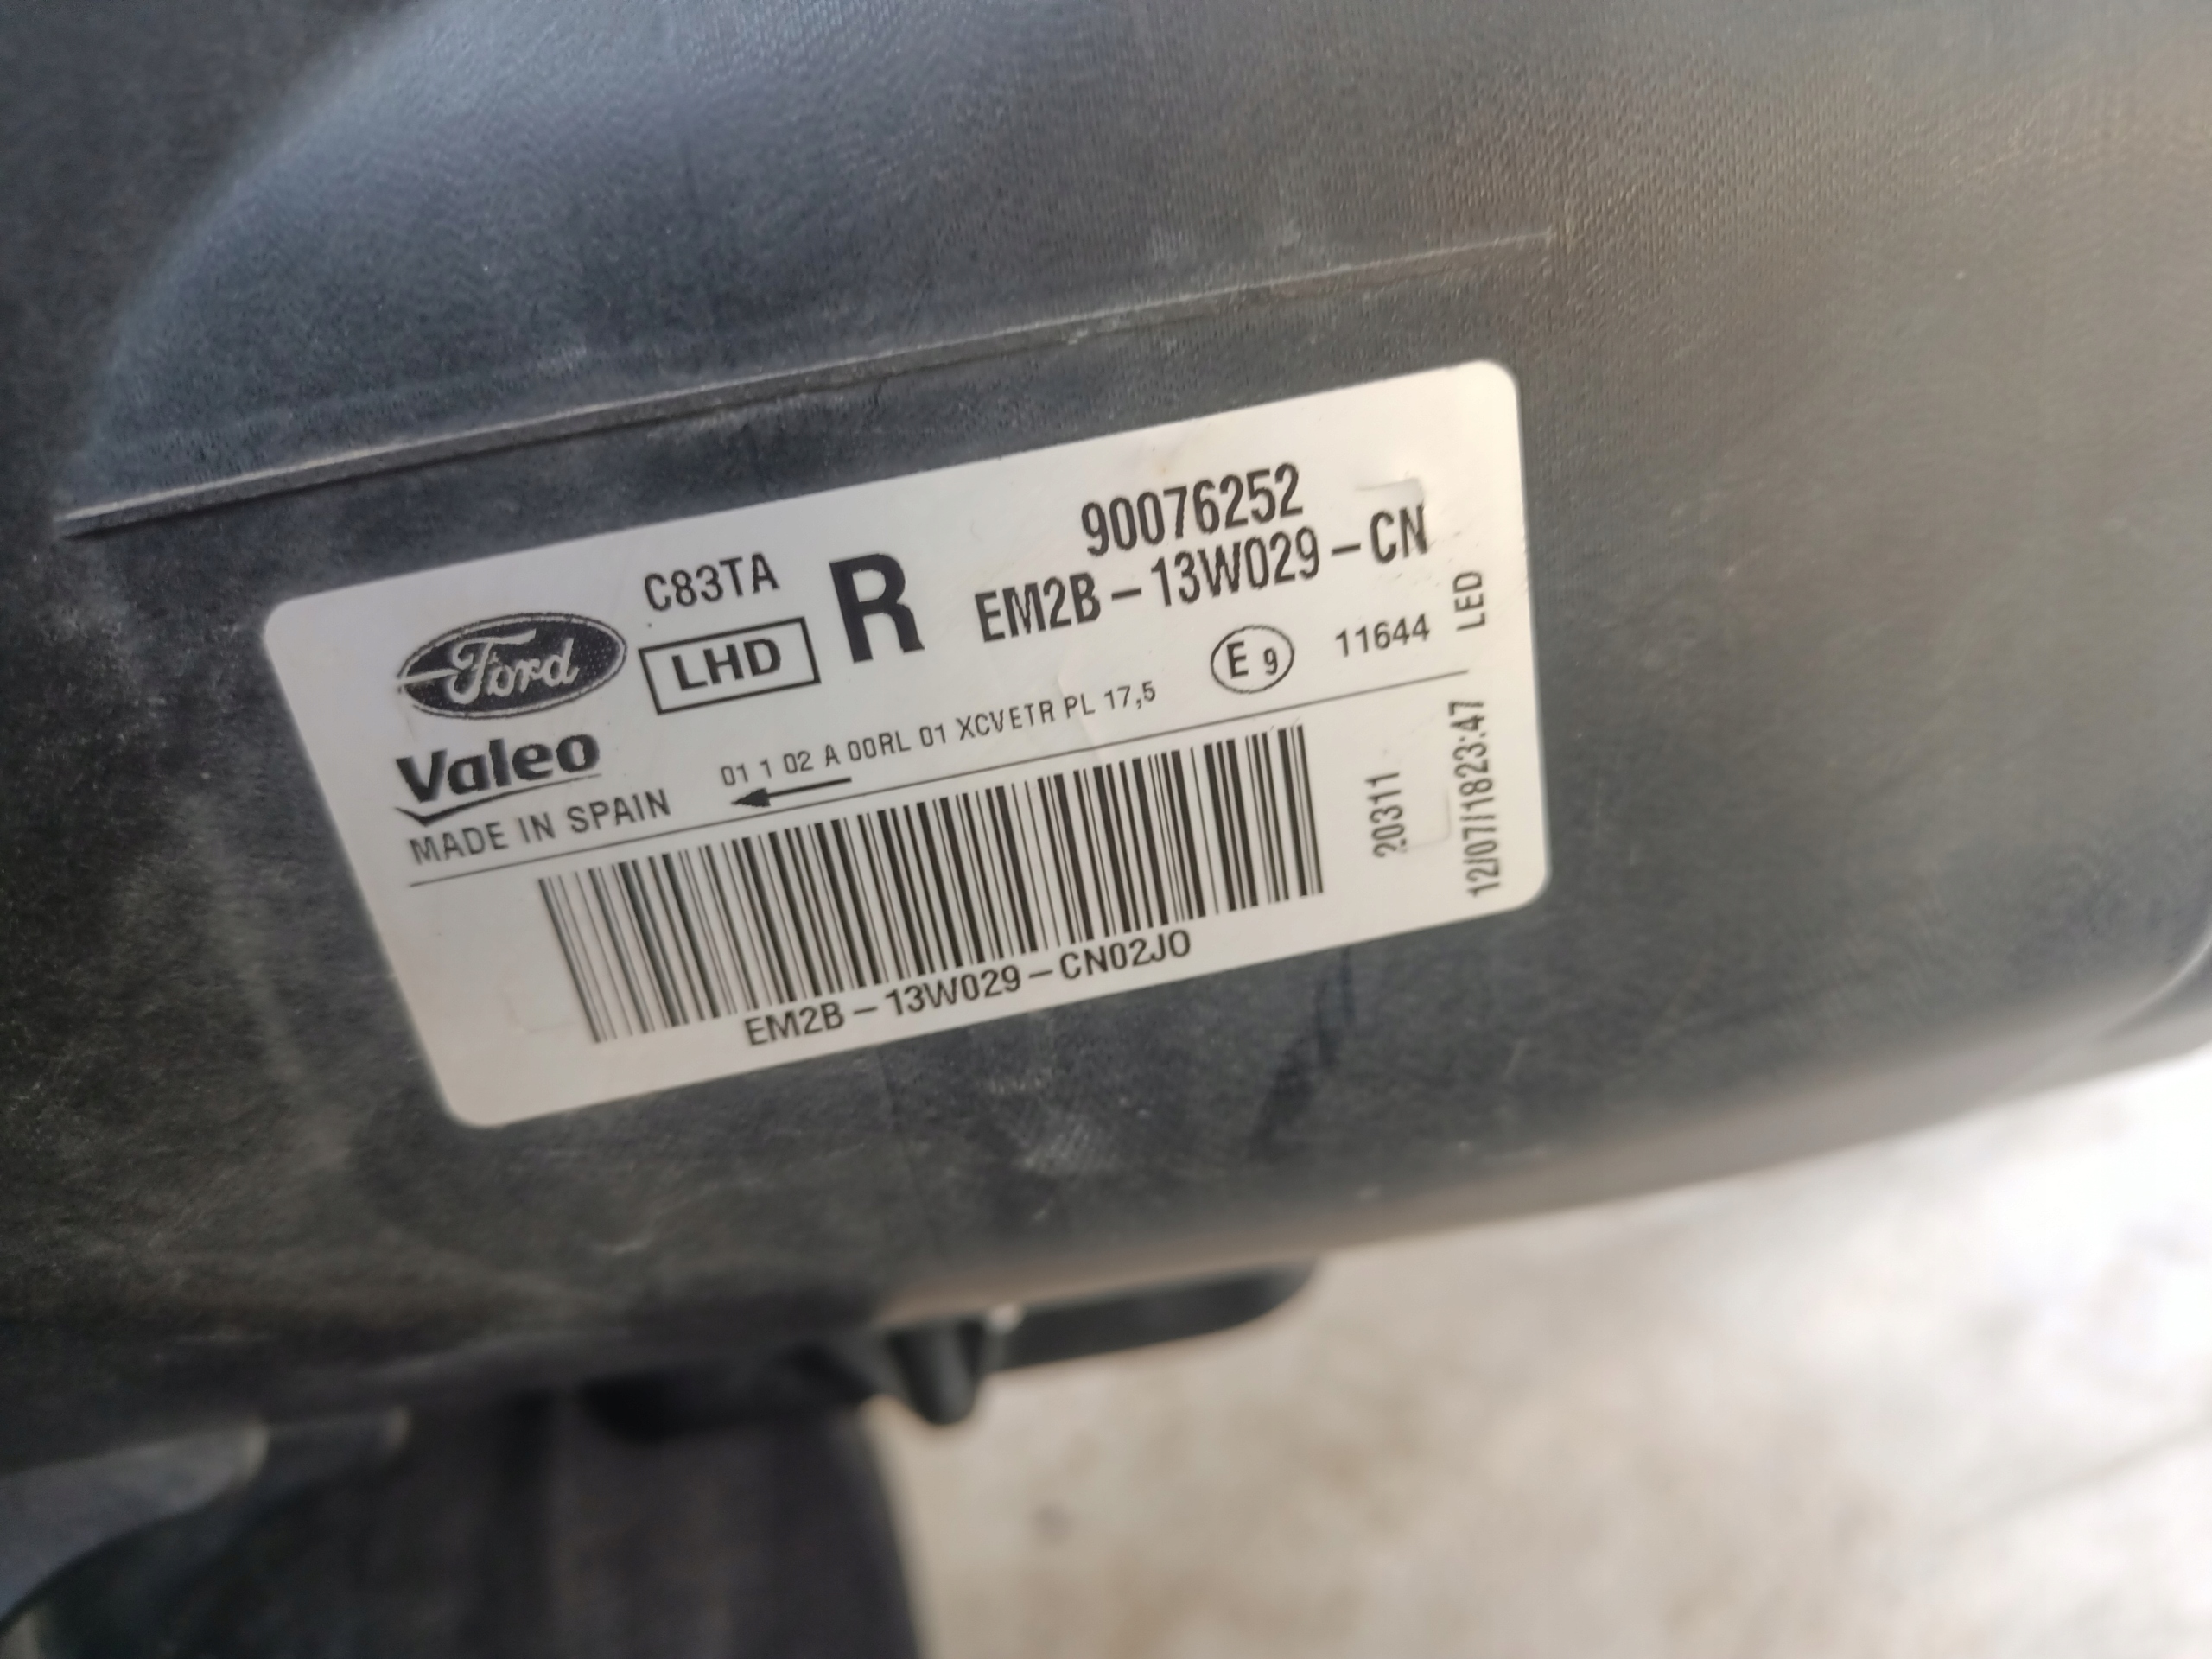 90076252
C83TA
R
EM2B-13W029-CN
Ford
LHD
E 9
11644
LED
Valeo
01 1 02 A 00RL 01 XCVETR PL 17,5
MADE IN SPAIN
20311
12/07/1823:47
EM2B-13W029-CN02JO